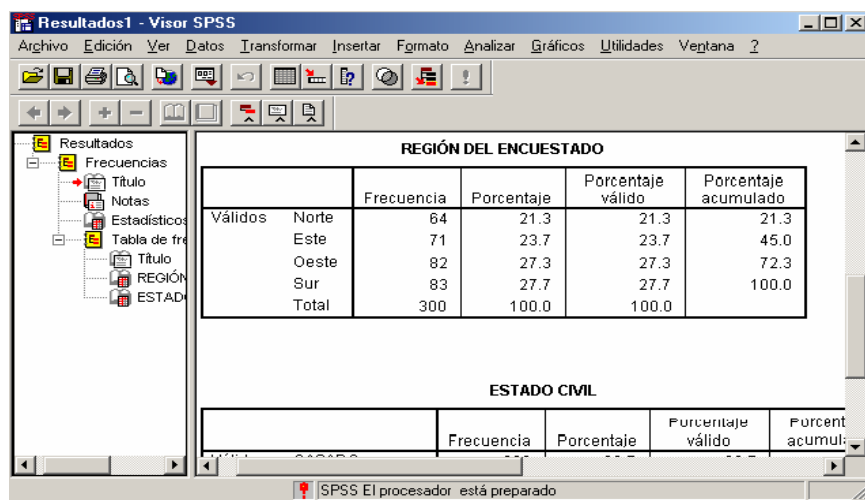 Resultados1 - Visor SPSS
Archivo Edición Ver Datos Transformar Insertar Formato Analizar Gráficos Utilidades Ventana ?
Resultados
Frecuencias
Título
Notas
Estadísticos
Tabla de fre
Título
REGIÓN
ESTAD
REGIÓN DEL ENCUESTADO
Frecuencia Porcentaje Porcentaje válido Porcentaje acumulado
Válidos Norte 64 21.3 21.3 21.3
Este 71 23.7 23.7 45.0
Oeste 82 27.3 27.3 72.3
Sur 83 27.7 27.7 100.0
Total 300 100.0 100.0
ESTADO CIVIL
Frecuencia Porcentaje Porcentaje válido Porcent acumul
SPSS El procesador está preparado